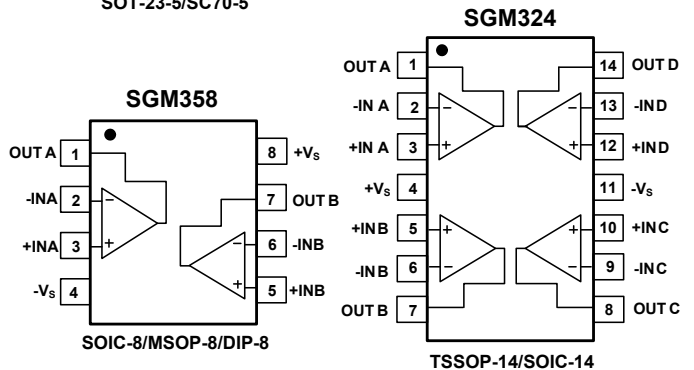 SOT-23-5/SC70-5
SGM358
OUT A 1
-INA 2
+INA 3
-VS 4
8 +VS
7 OUT B
6 -INB
5 +INB
SOIC-8/MSOP-8/DIP-8
SGM324
OUT A 1
-IN A 2
+IN A 3
+VS 4
+INB 5
-INB 6
OUT B 7
14 OUT D
13 -IND
12 +IND
11 -VS
10 +INC
9 -INC
8 OUT C
TSSOP-14/SOIC-14